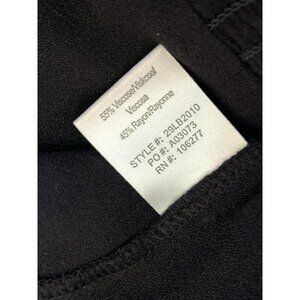 55% Viscose/Viskose/
Viscosa
45% Rayon/Rayonne
STYLE #: 29LB2010
PO #: A03073
RN #: 106277